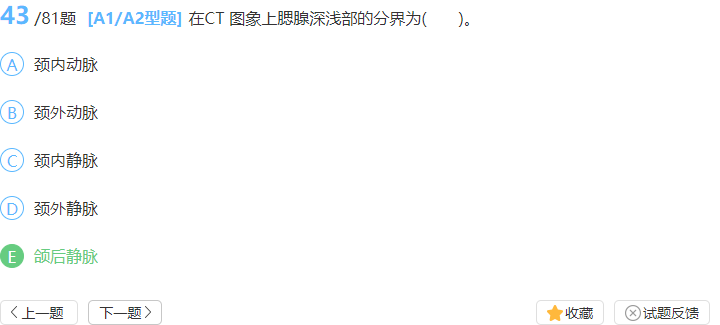 43 /81题 [A1/A2型题] 在CT 图象上腮腺深浅部的分界为( )。
A 颈内动脉
B 颈外动脉
C 颈内静脉
D 颈外静脉
E 颌后静脉
上一题 下一题 收藏 试题反馈